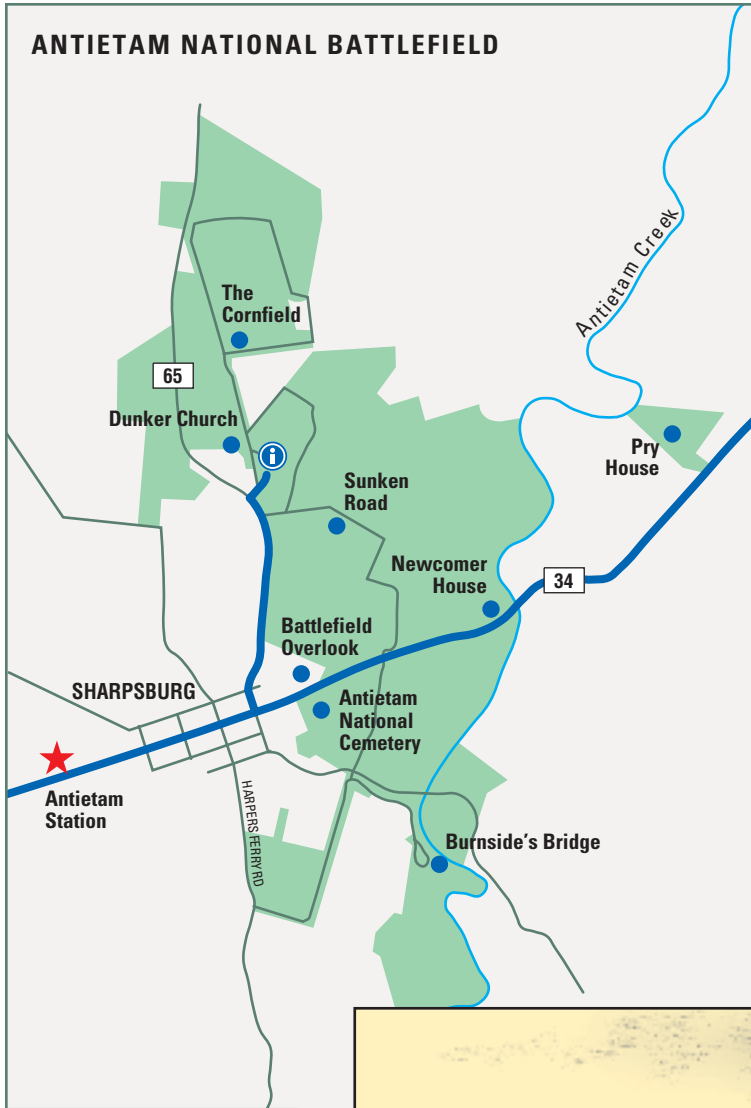 ANTIETAM NATIONAL BATTLEFIELD
Antietam Creek
The
Cornfield
65
Dunker Church
i
Pry
House
Sunken
Road
Newcomer
House
34
Battlefield
Overlook
SHARPSBURG
Antietam
National
Cemetery
Antietam
Station
HARPERS FERRY RD
Burnside's Bridge